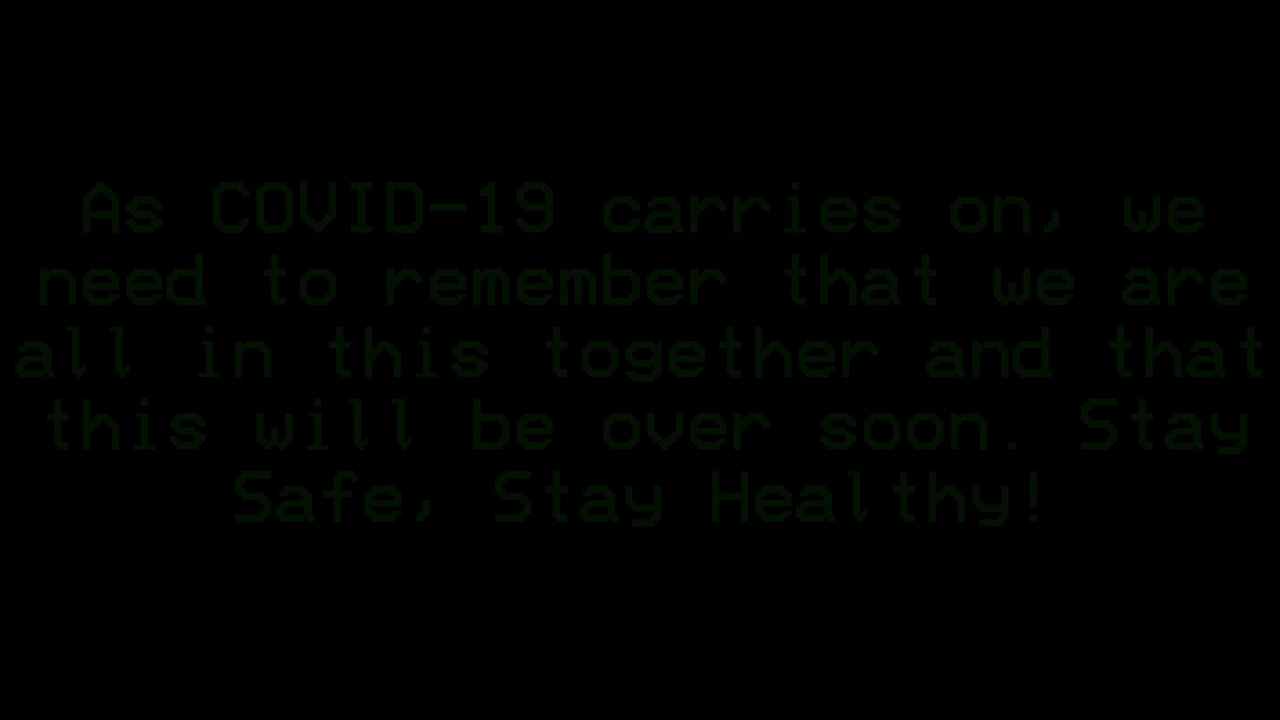 As COVID-19 carries on, we
need to remember that we are
all in this together and that
this will be over soon. Stay
Safe, Stay Healthy!